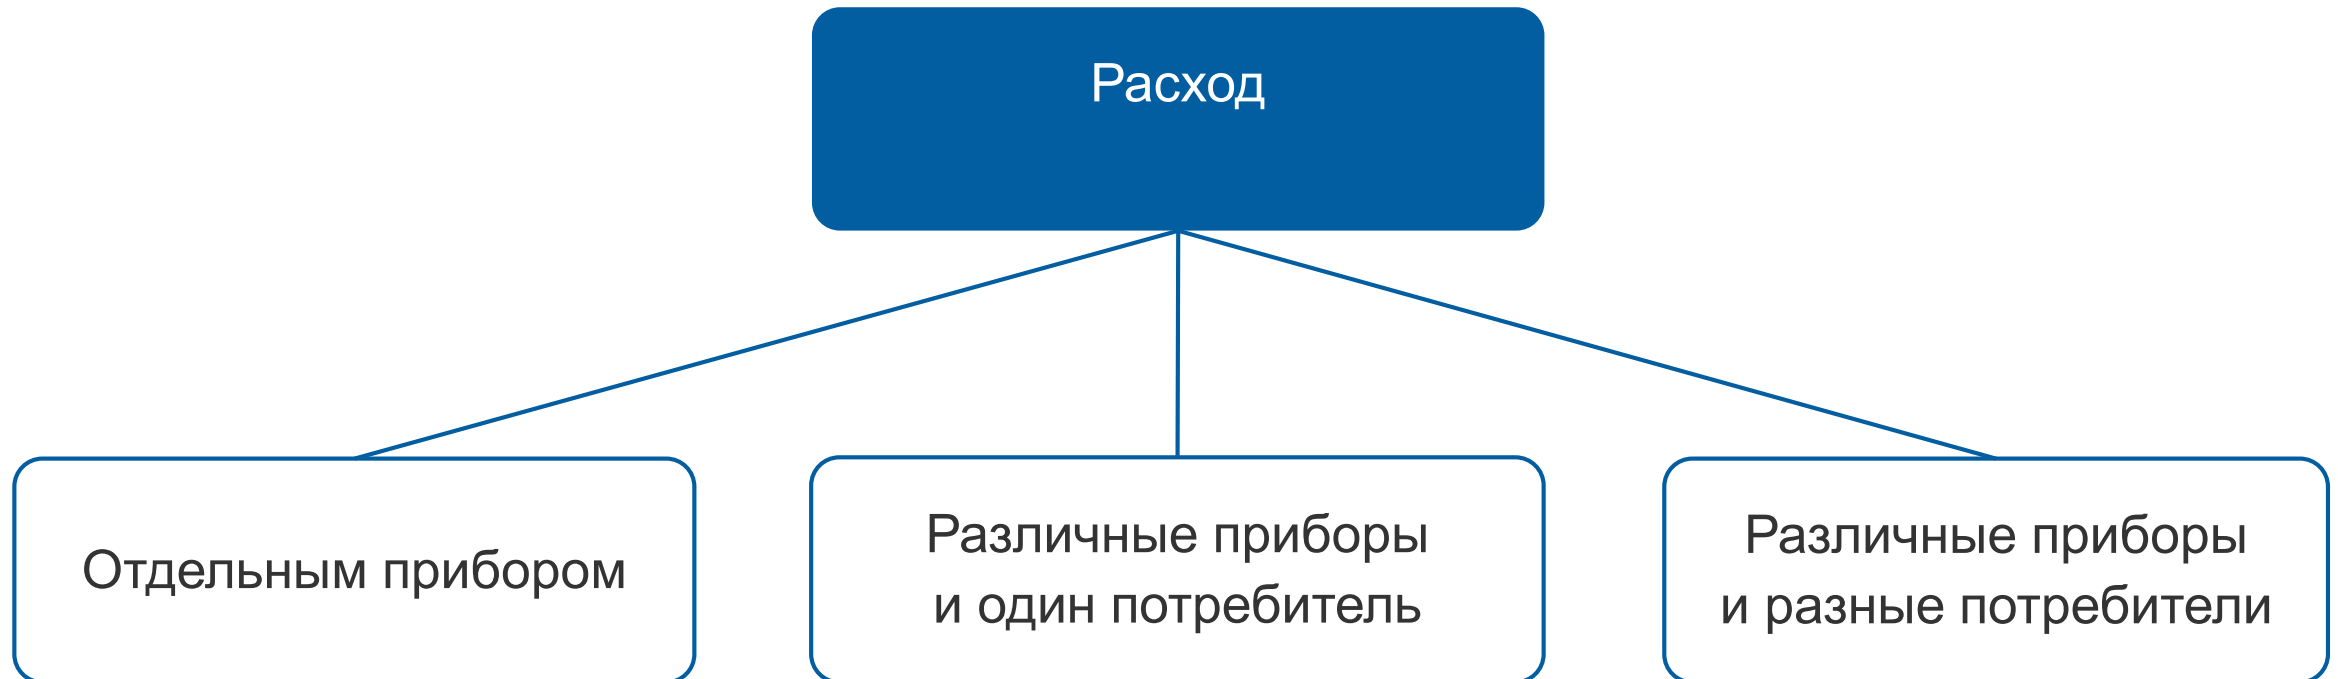 Расход
Отдельным прибором
Различные приборы
и один потребитель
Различные приборы
и разные потребители